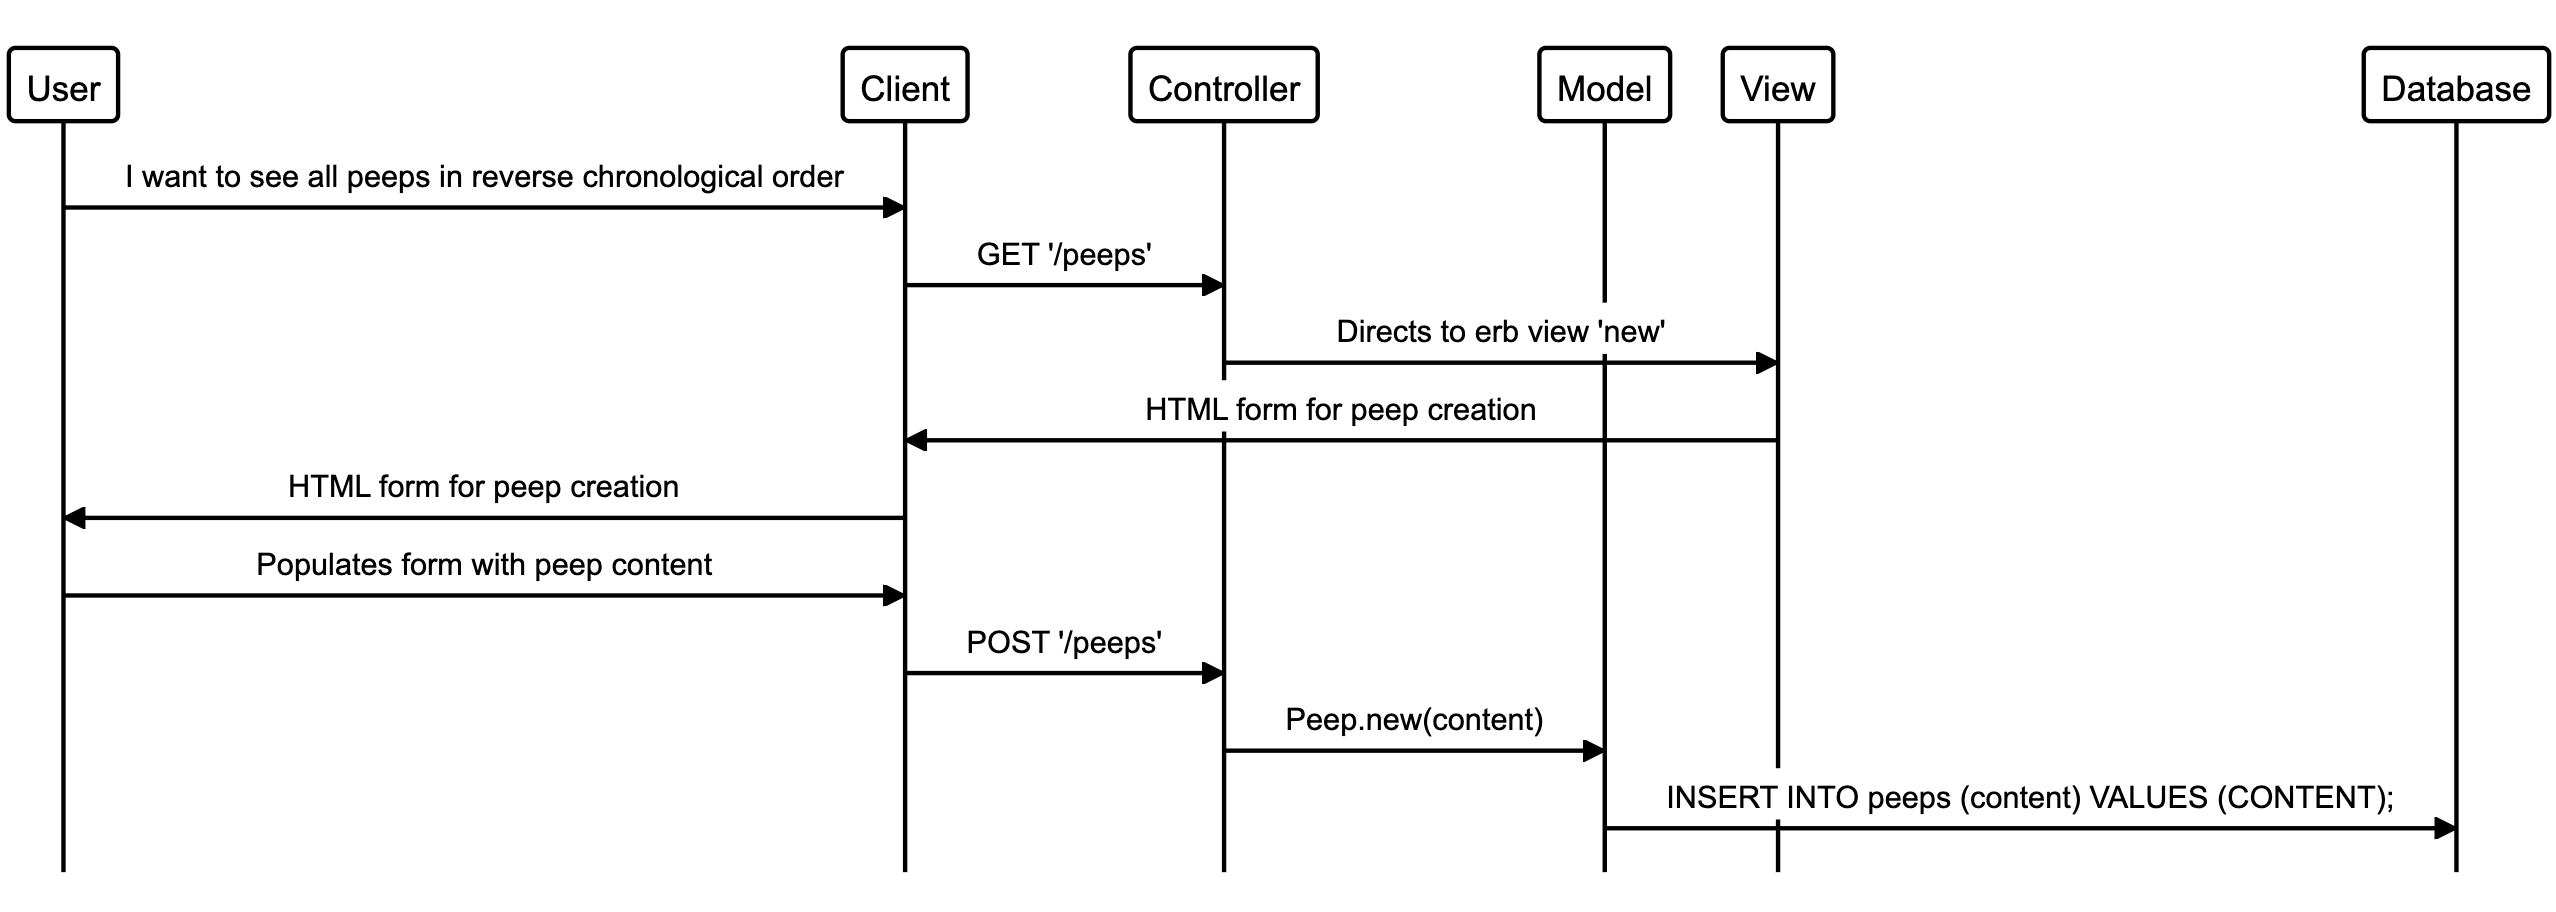 User
Client
Controller
Model
View
Database
I want to see all peeps in reverse chronological order
GET '/peeps'
Directs to erb view 'new'
HTML form for peep creation
HTML form for peep creation
Populates form with peep content
POST '/peeps'
Peep.new(content)
INSERT INTO peeps (content) VALUES (CONTENT);